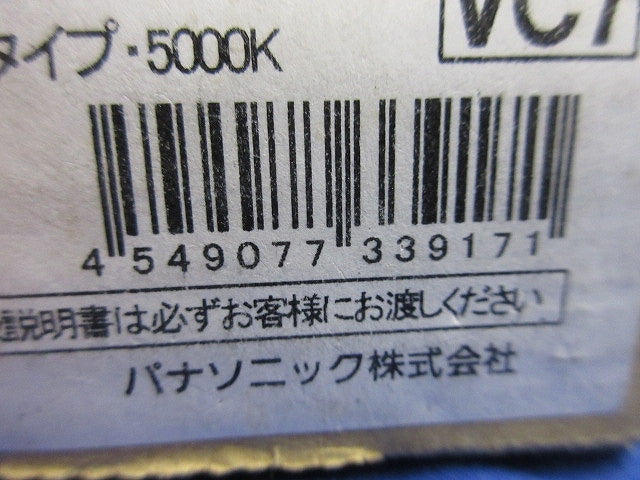 タイプ・5000K
VC1
4 549077 339171
説明書は必ずお客様にお渡しください
パナソニック株式会社